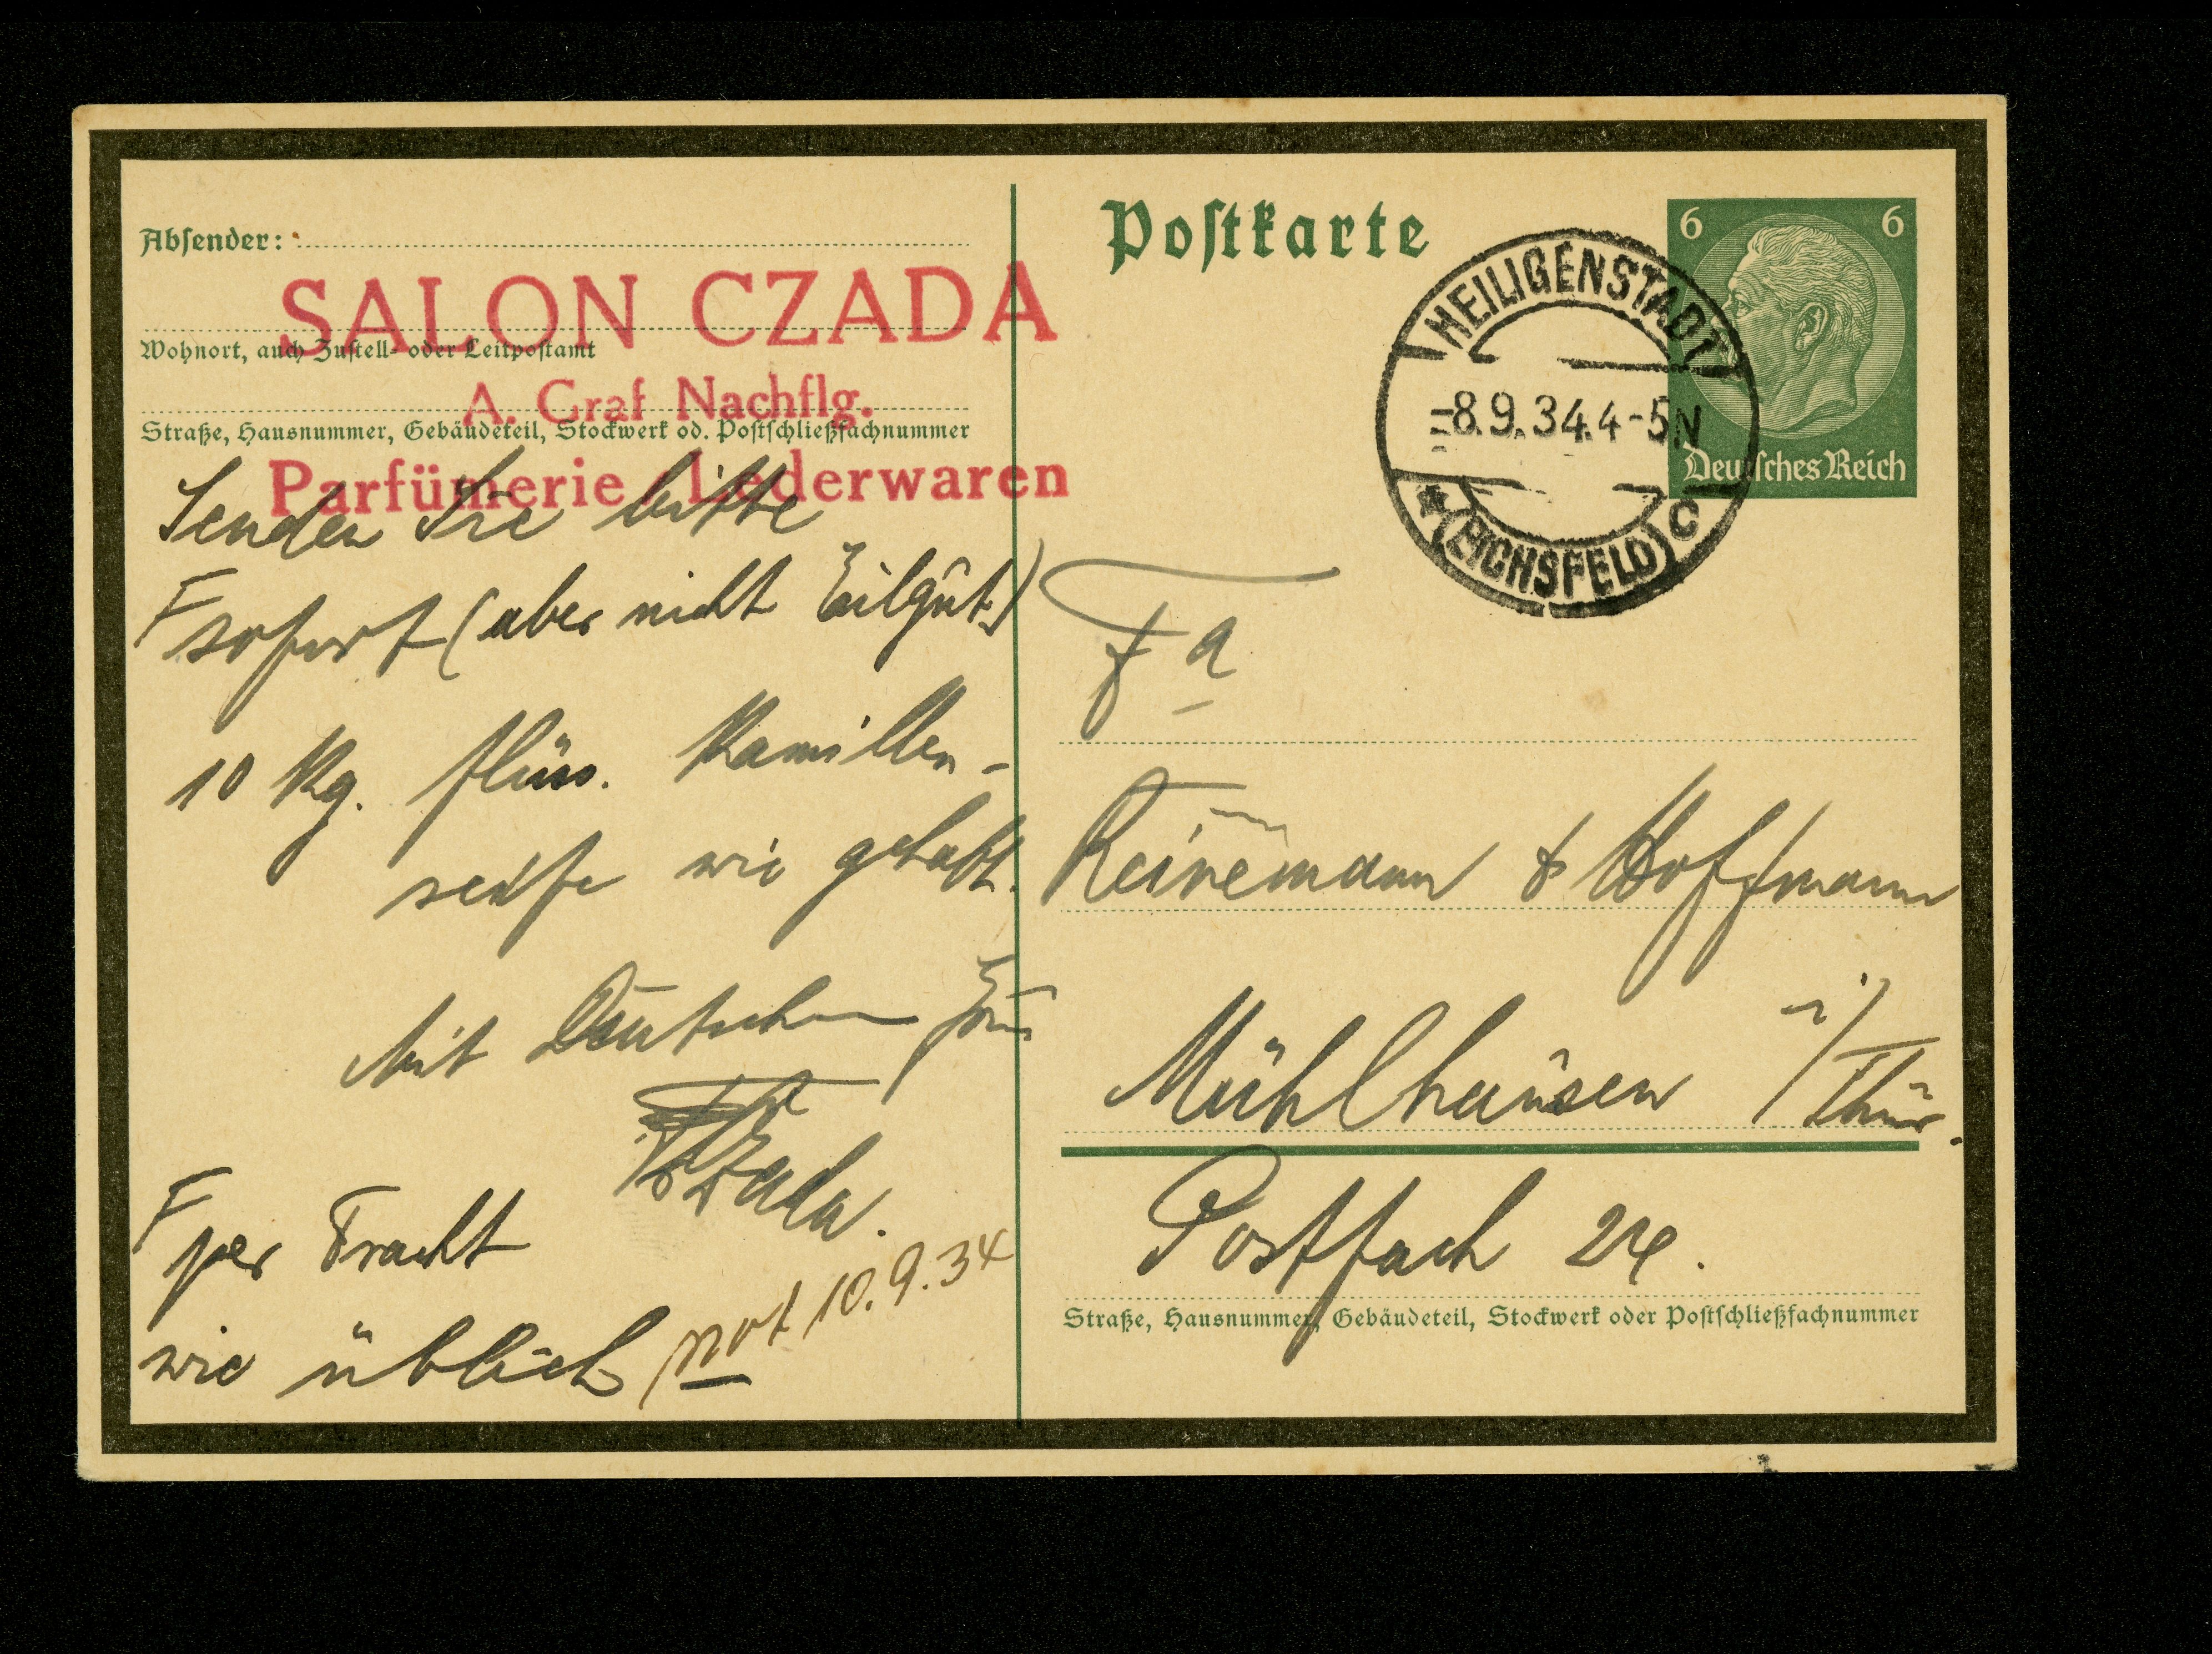 Absender:
SALON CZADA
Wohnort, auch Zustell- oder Leitpostamt
A. Graf Nachflg.
Straße, Hausnummer, Gebäudeteil, Stockwerk od. Postschließfachnummer
Parfümerie Lederwaren
Senden Sie bitte
sofort (aber nicht Eilgut)
10 Kg. flüss. Kamillen-
seife wie gehabt.
Mit Deutschem
Czada.
per Fracht
wie üblich
not 10.9.34
Postkarte
6 6
Deutsches Reich
HEILIGENSTADT
-8.9.34.4-5N
* (EICHSFELD) C
Fa
Reinemann & Hoffmann
Mühlhausen i/Thür.
Postfach
Straße, Hausnummer, Gebäudeteil, Stockwerk oder Postschließfachnummer